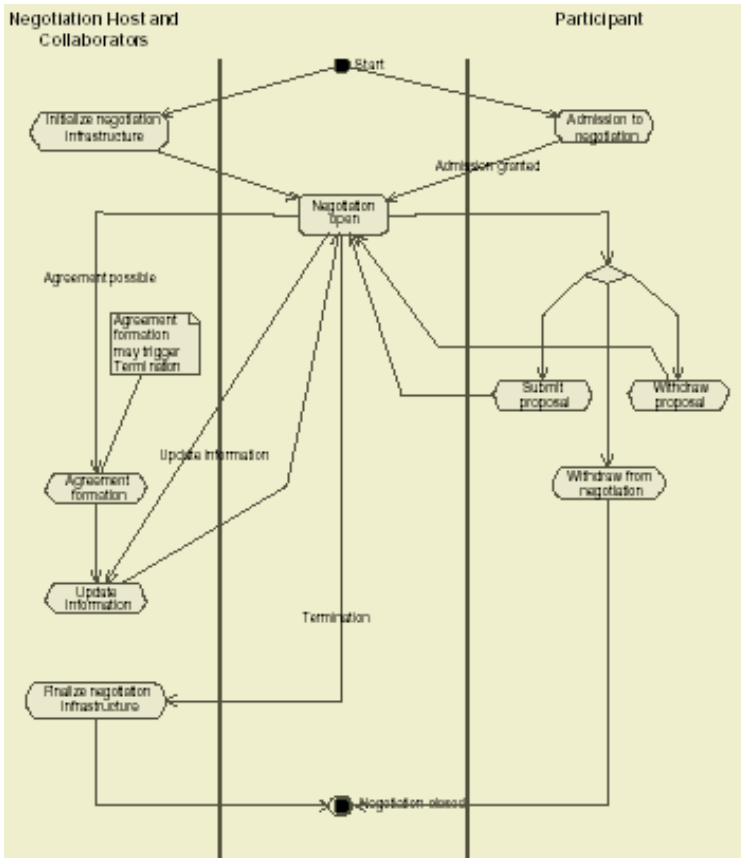 Negotiation Host and
Collaborators
Participant
Start
Initialize negotiation
Infrastructure
Admission to
negotiation
Admission granted
Negotiation
open
Agreement possible
Agreement
formation
may trigger
Termination
Submit
proposal
Withdraw
proposal
Update Information
Agreement
formation
Withdraw from
negotiation
Update
Information
Termination
Finalize negotiation
Infrastructure
Negotiation closed